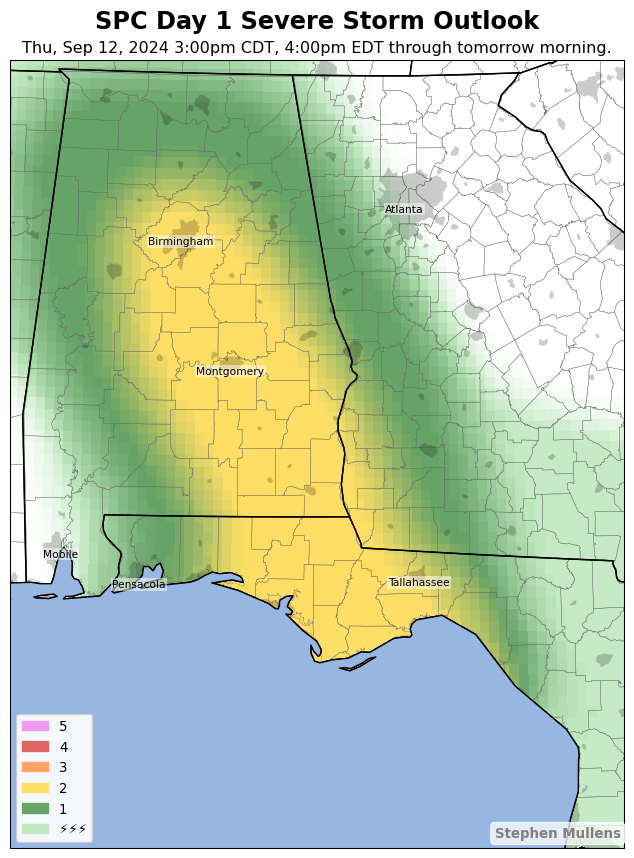 SPC Day 1 Severe Storm Outlook
Thu, Sep 12, 2024 3:00pm CDT, 4:00pm EDT through tomorrow morning.
Atlanta
Birmingham
Montgomery
Mobile
Pensacola
Tallahassee
5
4
3
2
1
⚡⚡⚡
Stephen Mullens